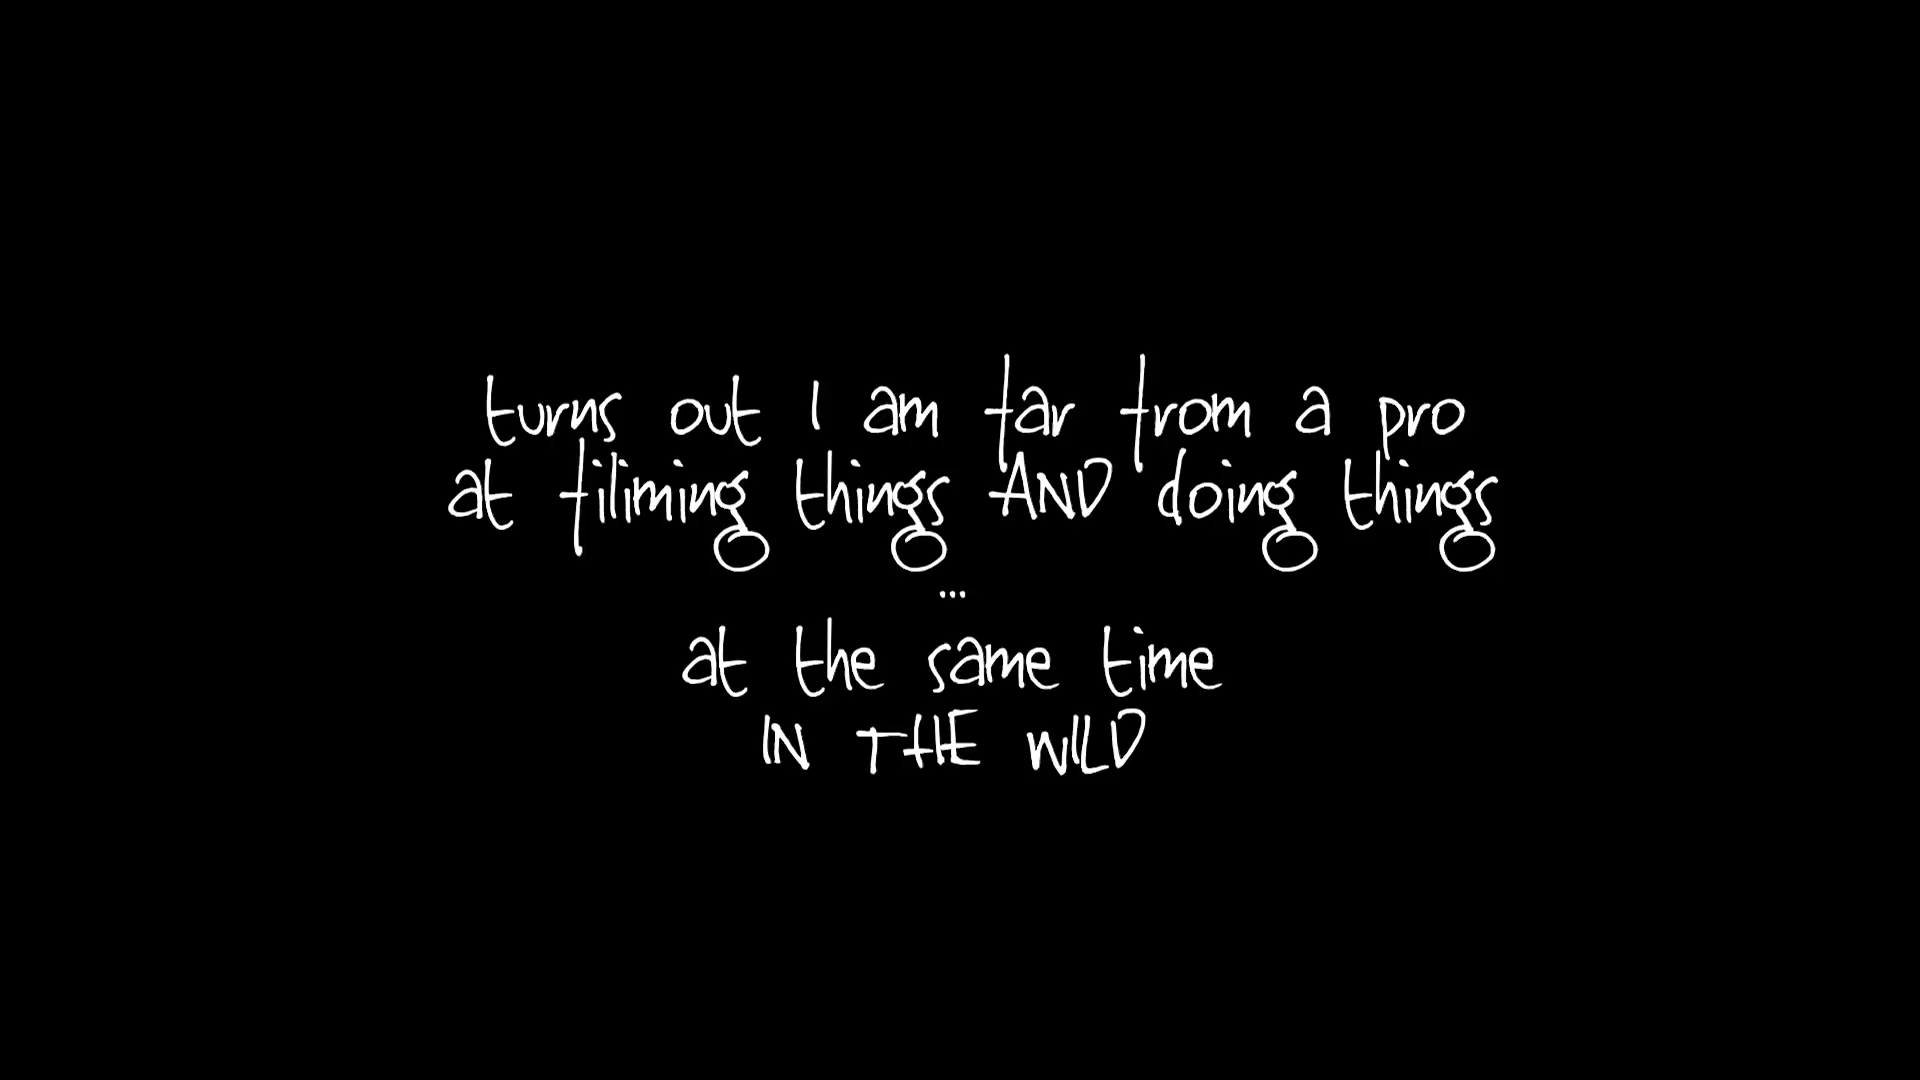 turns out I am far from a pro
at filiming things AND doing things
...
at the same time
IN THE WILD